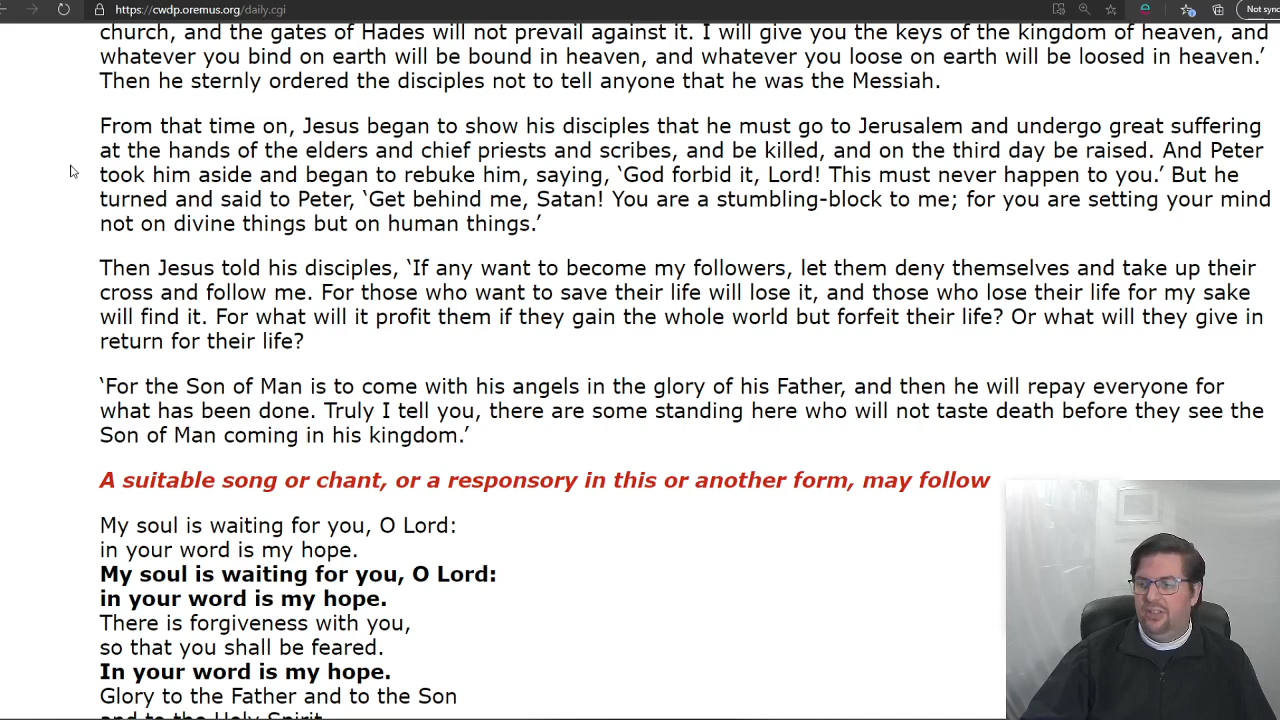 https://cwdp.oremus.org/daily.cgi
Not sync
church, and the gates of Hades will not prevail against it. I will give you the keys of the kingdom of heaven, and
whatever you bind on earth will be bound in heaven, and whatever you loose on earth will be loosed in heaven.’
Then he sternly ordered the disciples not to tell anyone that he was the Messiah.
From that time on, Jesus began to show his disciples that he must go to Jerusalem and undergo great suffering
at the hands of the elders and chief priests and scribes, and be killed, and on the third day be raised. And Peter
took him aside and began to rebuke him, saying, ‘God forbid it, Lord! This must never happen to you.’ But he
turned and said to Peter, ‘Get behind me, Satan! You are a stumbling-block to me; for you are setting your mind
not on divine things but on human things.’
Then Jesus told his disciples, ‘If any want to become my followers, let them deny themselves and take up their
cross and follow me. For those who want to save their life will lose it, and those who lose their life for my sake
will find it. For what will it profit them if they gain the whole world but forfeit their life? Or what will they give in
return for their life?
‘For the Son of Man is to come with his angels in the glory of his Father, and then he will repay everyone for
what has been done. Truly I tell you, there are some standing here who will not taste death before they see the
Son of Man coming in his kingdom.’
A suitable song or chant, or a responsory in this or another form, may follow
My soul is waiting for you, O Lord:
in your word is my hope.
My soul is waiting for you, O Lord:
in your word is my hope.
There is forgiveness with you,
so that you shall be feared.
In your word is my hope.
Glory to the Father and to the Son
and to the Holy Spirit